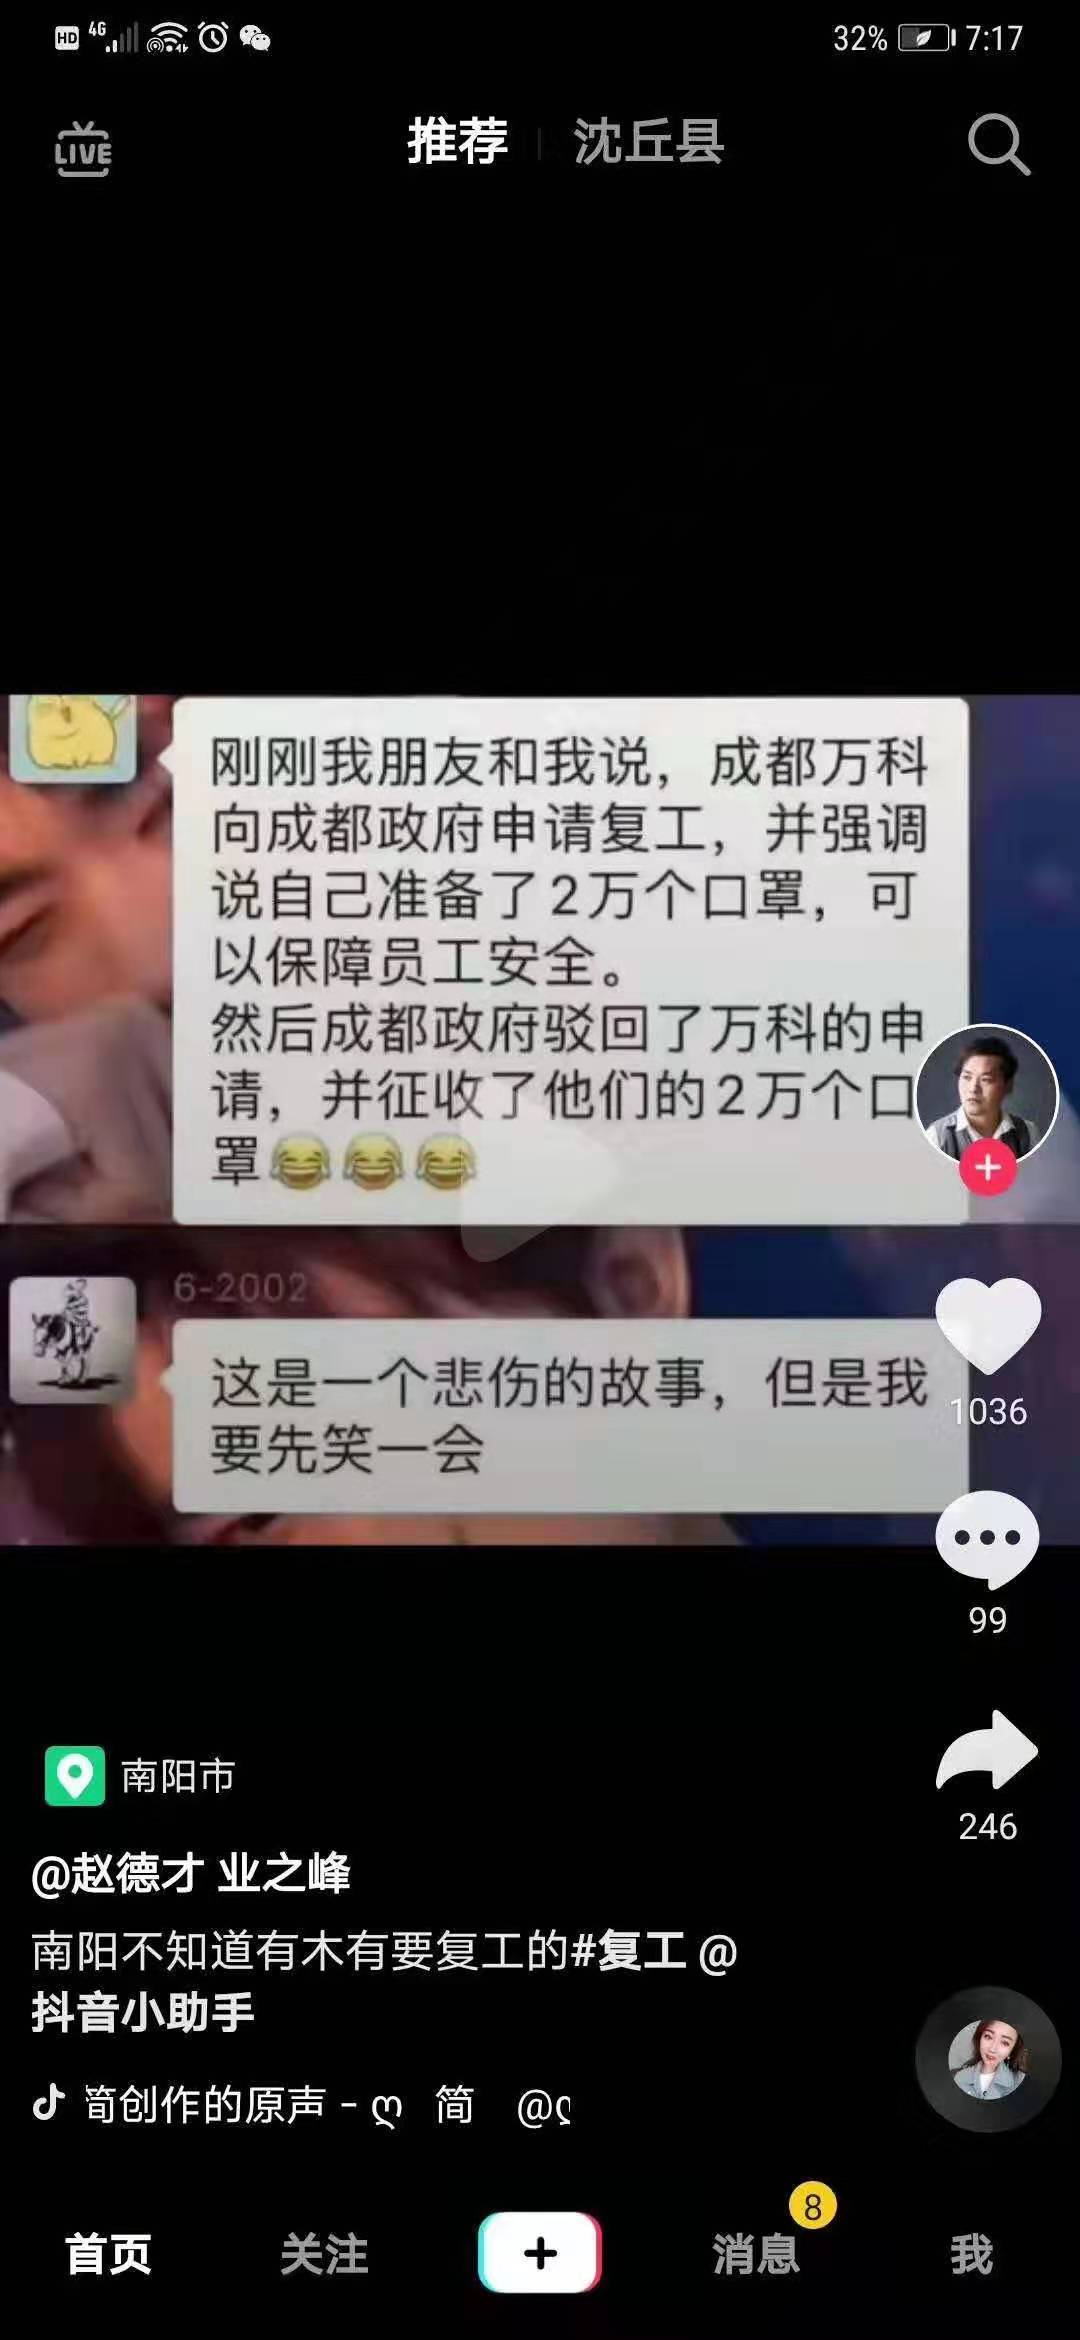 HD 4G 32% 7:17
LIVE 推荐 沈丘县
刚刚我朋友和我说，成都万科
向成都政府申请复工，并强调
说自己准备了2万个口罩，可
以保障员工安全。
然后成都政府驳回了万科的申
请，并征收了他们的2万个口
罩😂😂😂
6-2002
这是一个悲伤的故事，但是我
要先笑一会
1036
99
246
南阳市
@赵德才 业之峰
南阳不知道有木有要复工的#复工 @
抖音小助手
简创作的原声 - ღ 简 @ღ
8
首页 关注 + 消息 我